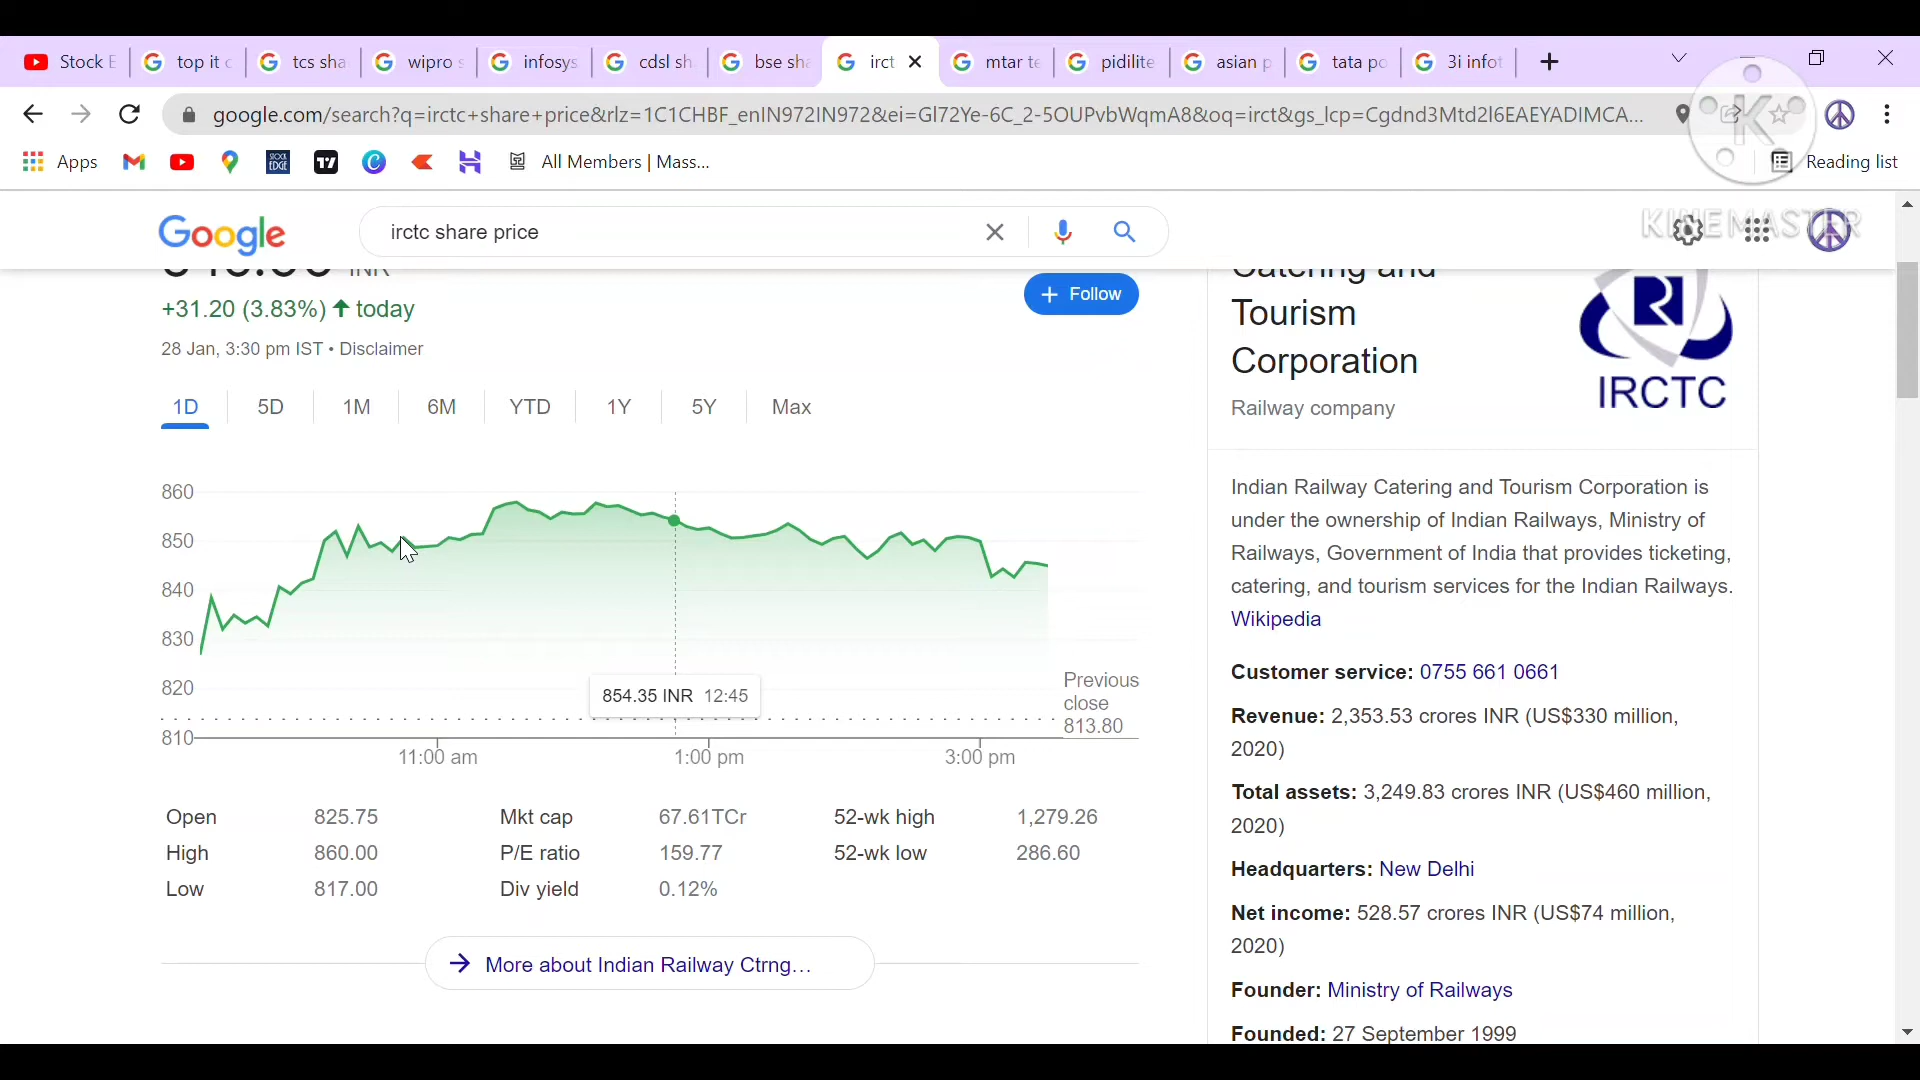 Stock E
top it c
tcs sha
wipro s
infosys
cdsl sh
bse sha
irct
mtar te
pidilite
asian p
tata po
3i infot
google.com/search?q=irctc+share+price&rlz=1C1CHBF_enIN972IN972&ei=Gl72Ye-6C_2-5OUPvbWqmA8&oq=irct&gs_lcp=Cgdnd3Mtd2l6EAEYADIMCA...
K
Apps
STOCK EDGE
All Members | Mass...
Reading list
Google
irctc share price
KINEMASTER
INR
Follow
+31.20 (3.83%) today
28 Jan, 3:30 pm IST • Disclaimer
1D 5D 1M 6M YTD 1Y 5Y Max
860
850
840
830
820
810
854.35 INR 12:45
Previous
close
813.80
11:00 am 1:00 pm 3:00 pm
Open 825.75 Mkt cap 67.61TCr 52-wk high 1,279.26
High 860.00 P/E ratio 159.77 52-wk low 286.60
Low 817.00 Div yield 0.12%
More about Indian Railway Ctrng...
Catering and
Tourism
Corporation
Railway company
IRCTC
Indian Railway Catering and Tourism Corporation is
under the ownership of Indian Railways, Ministry of
Railways, Government of India that provides ticketing,
catering, and tourism services for the Indian Railways.
Wikipedia
Customer service: 0755 661 0661
Revenue: 2,353.53 crores INR (US$330 million,
2020)
Total assets: 3,249.83 crores INR (US$460 million,
2020)
Headquarters: New Delhi
Net income: 528.57 crores INR (US$74 million,
2020)
Founder: Ministry of Railways
Founded: 27 September 1999